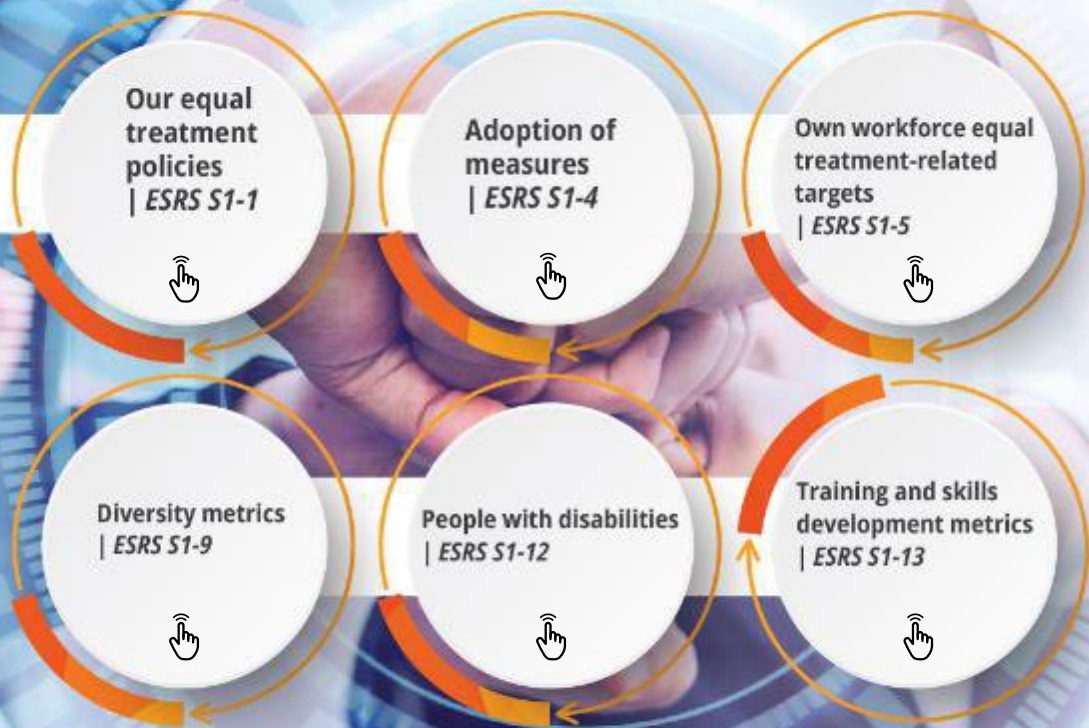 Our equal
treatment
policies
| ESRS S1-1
Adoption of
measures
| ESRS S1-4
Own workforce equal
treatment-related
targets
| ESRS S1-5
Diversity metrics
| ESRS S1-9
People with disabilities
| ESRS S1-12
Training and skills
development metrics
| ESRS S1-13